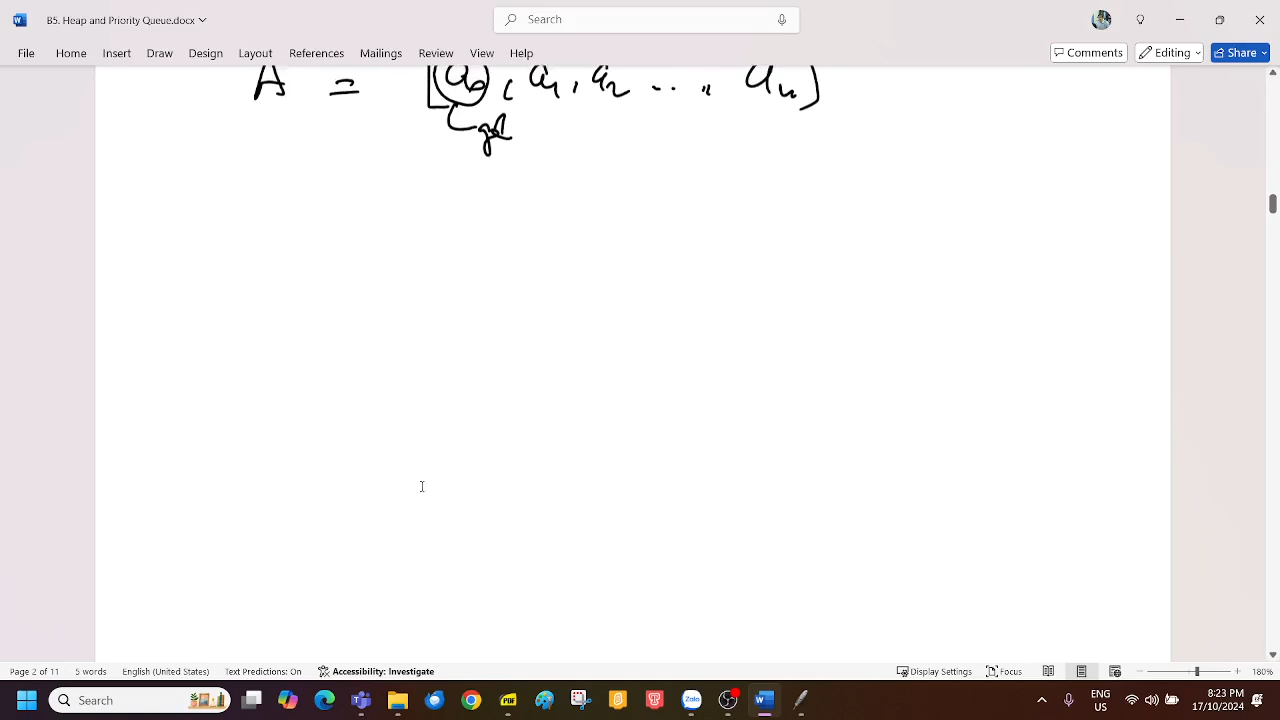 B5. Heap and Priority Queue.docx
Search
File Home Insert Draw Design Layout References Mailings Review View Help
Comments Editing Share
A = [a₀, a₁, a₂ ..., aₙ]
Page 2 of 11 5 words English (United States) Text Predictions: On Accessibility: Investigate
Display Settings Focus 180%
Search
PDF
Zalo
ENG
US
8:23 PM
17/10/2024